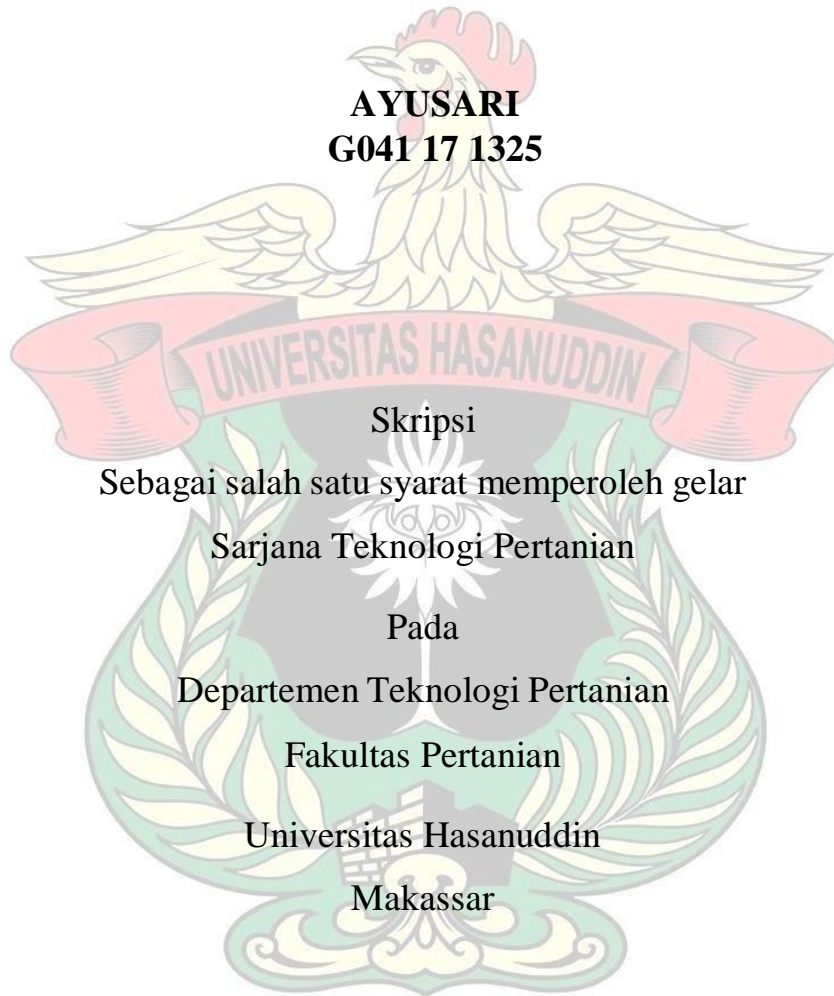 AYUSARI
G041 17 1325
UNIVERSITAS HASANUDDIN
Skripsi
Sebagai salah satu syarat memperoleh gelar
Sarjana Teknologi Pertanian
Pada
Departemen Teknologi Pertanian
Fakultas Pertanian
Universitas Hasanuddin
Makassar